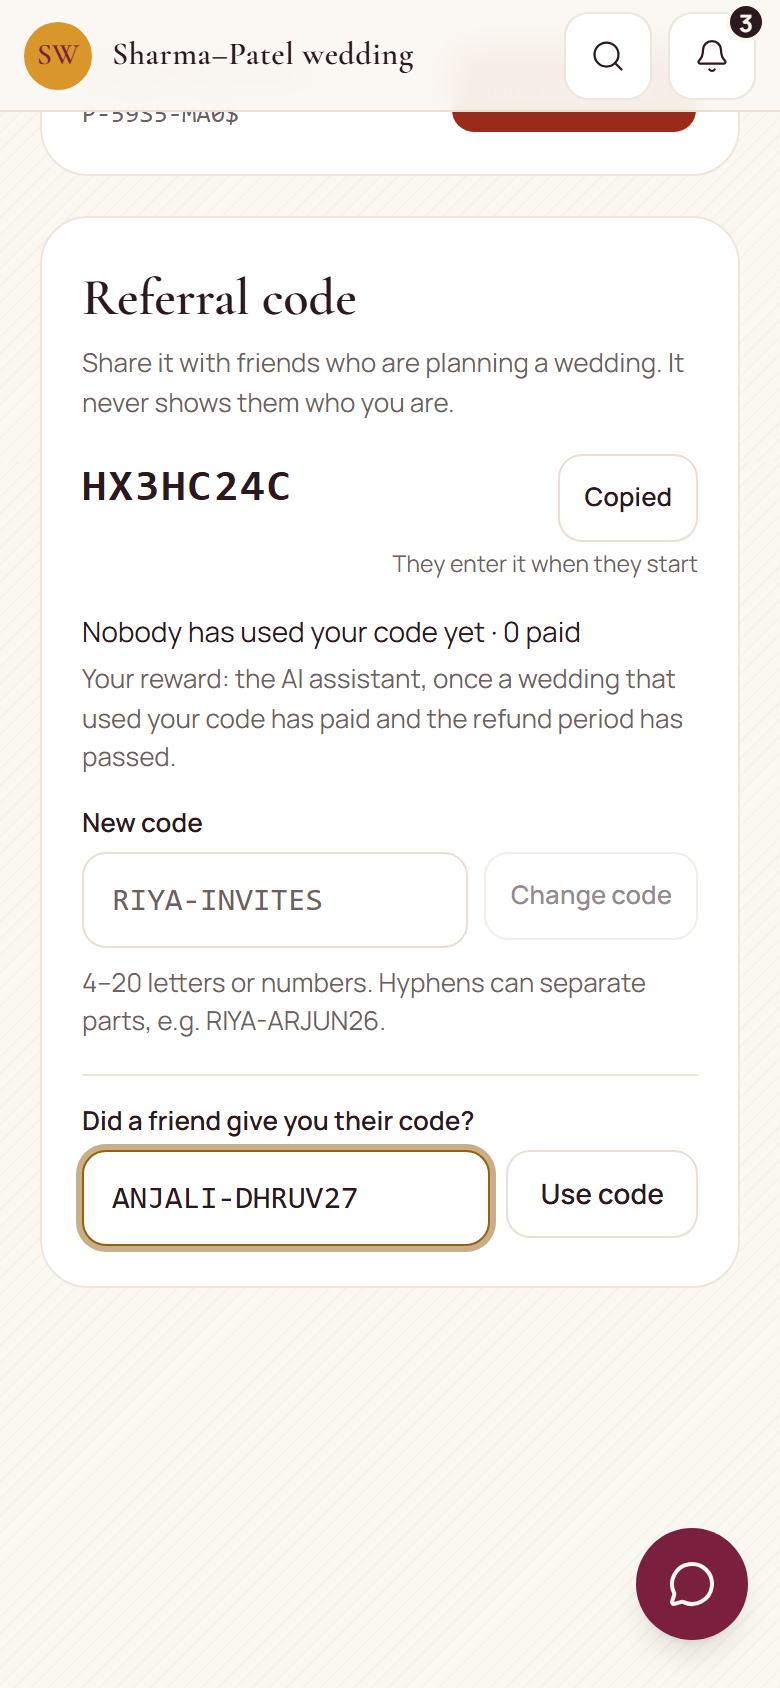 SW Sharma–Patel wedding 3
Referral code
Share it with friends who are planning a wedding. It
never shows them who you are.
HX3HC24C
Copied
They enter it when they start
Nobody has used your code yet · 0 paid
Your reward: the AI assistant, once a wedding that
used your code has paid and the refund period has
passed.
New code
RIYA-INVITES
Change code
4–20 letters or numbers. Hyphens can separate
parts, e.g. RIYA-ARJUN26.
Did a friend give you their code?
ANJALI-DHRUV27
Use code